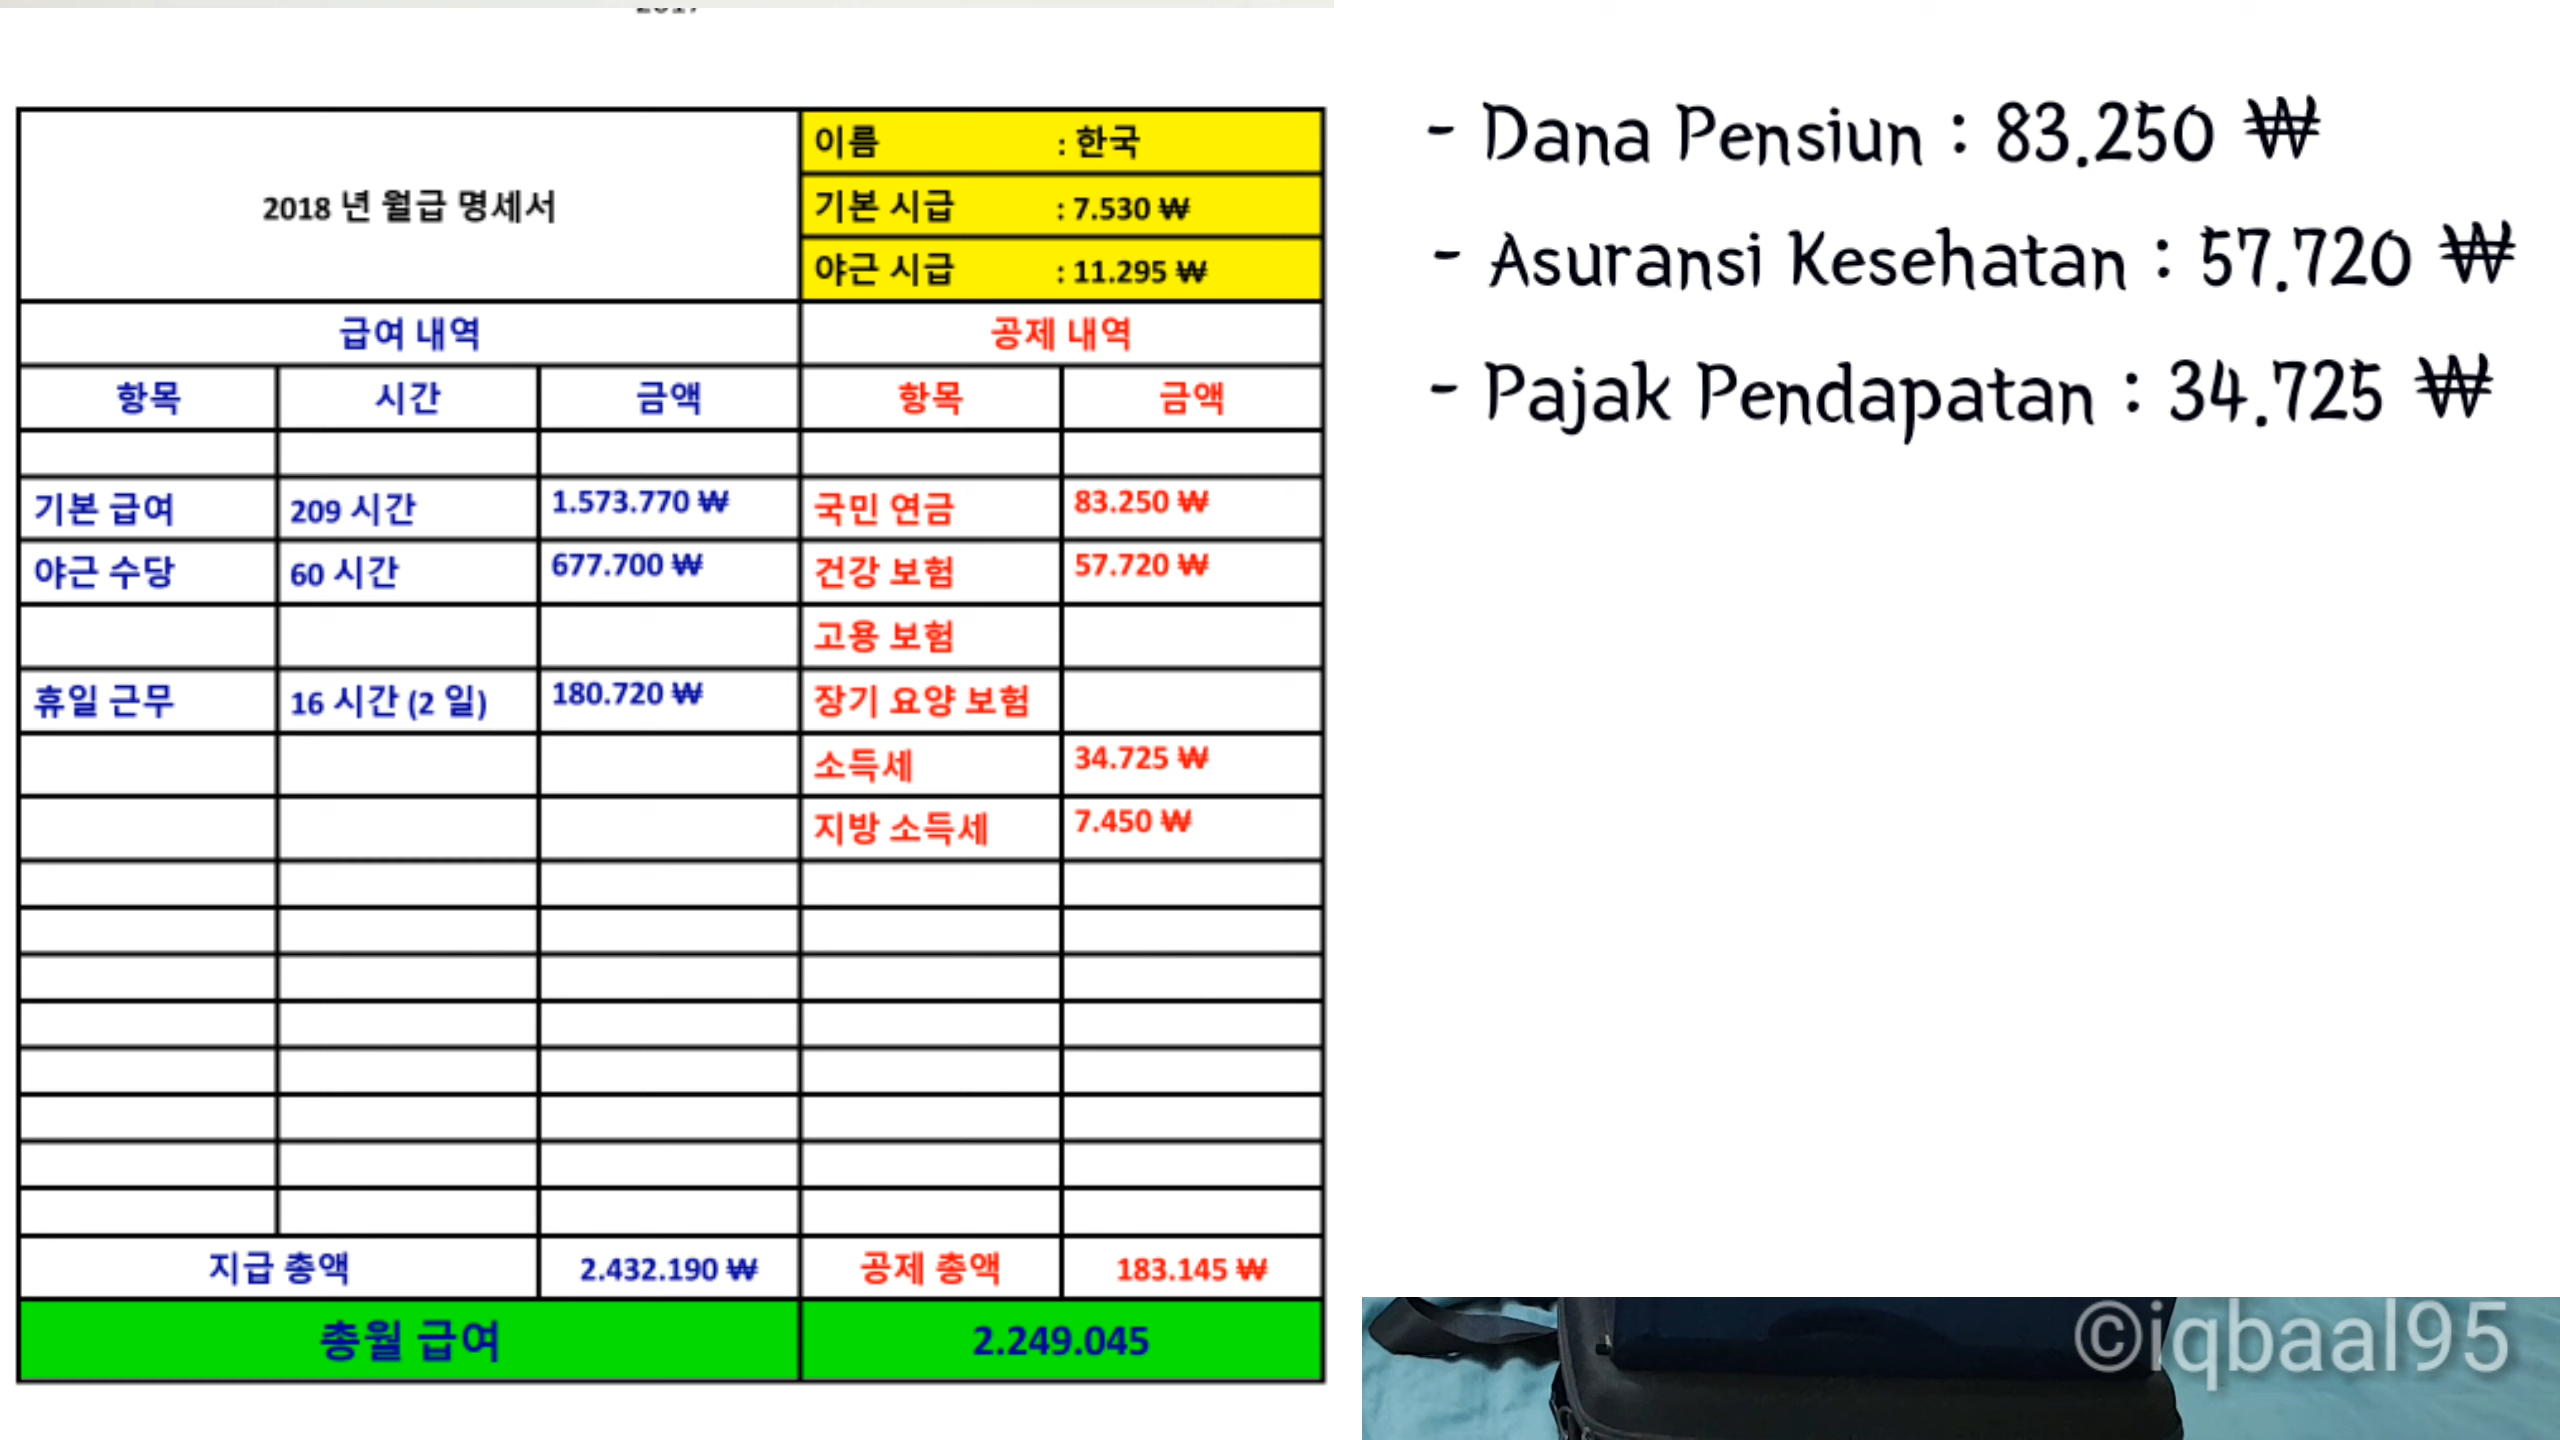 2018 년 월급 명세서
이름 : 한국
기본 시급 : 7.530 ₩
야근 시급 : 11.295 ₩
급여 내역 공제 내역
항목 시간 금액 항목 금액
기본 급여 209 시간 1.573.770 ₩ 국민 연금 83.250 ₩
야근 수당 60 시간 677.700 ₩ 건강 보험 57.720 ₩
고용 보험
휴일 근무 16 시간 (2 일) 180.720 ₩ 장기 요양 보험
소득세 34.725 ₩
지방 소득세 7.450 ₩
지급 총액 2.432.190 ₩ 공제 총액 183.145 ₩
총월 급여 2.249.045
- Dana Pensiun : 83.250 ₩
- Asuransi Kesehatan : 57.720 ₩
- Pajak Pendapatan : 34.725 ₩
©iqbaal95